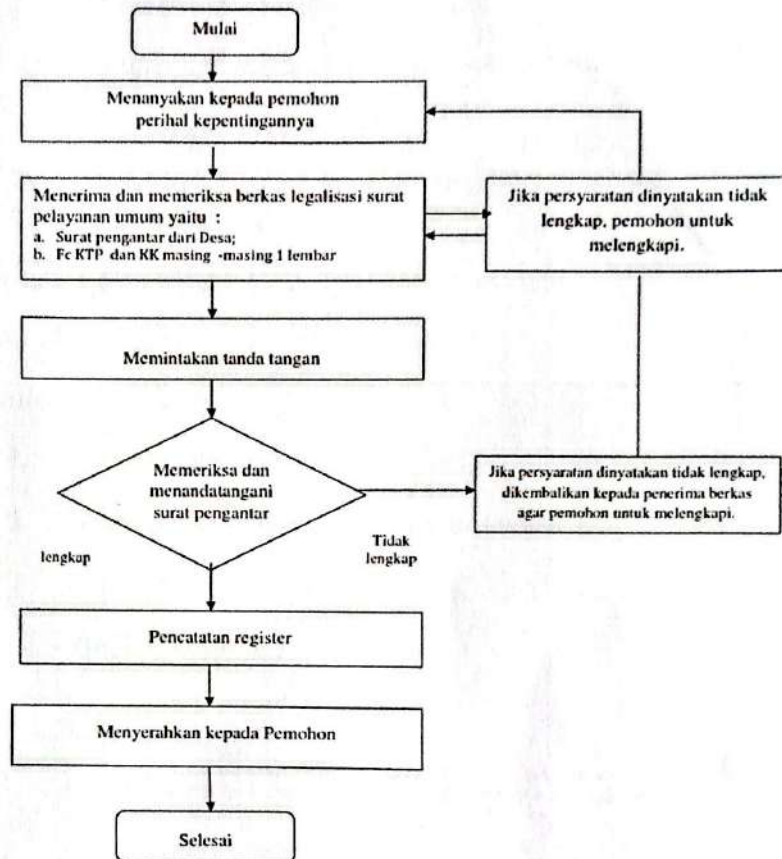 Mulai
Menanyakan kepada pemohon
perihal kepentingannya
Menerima dan memeriksa berkas legalisasi surat
pelayanan umum yaitu :
a. Surat pengantar dari Desa;
b. Fc KTP dan KK masing -masing 1 lembar
Jika persyaratan dinyatakan tidak
lengkap, pemohon untuk
melengkapi.
Memintakan tanda tangan
Memeriksa dan
menandatangani
surat pengantar
Jika persyaratan dinyatakan tidak lengkap,
dikembalikan kepada penerima berkas
agar pemohon untuk melengkapi.
lengkap
Tidak
lengkap
Pencatatan register
Menyerahkan kepada Pemohon
Selesai